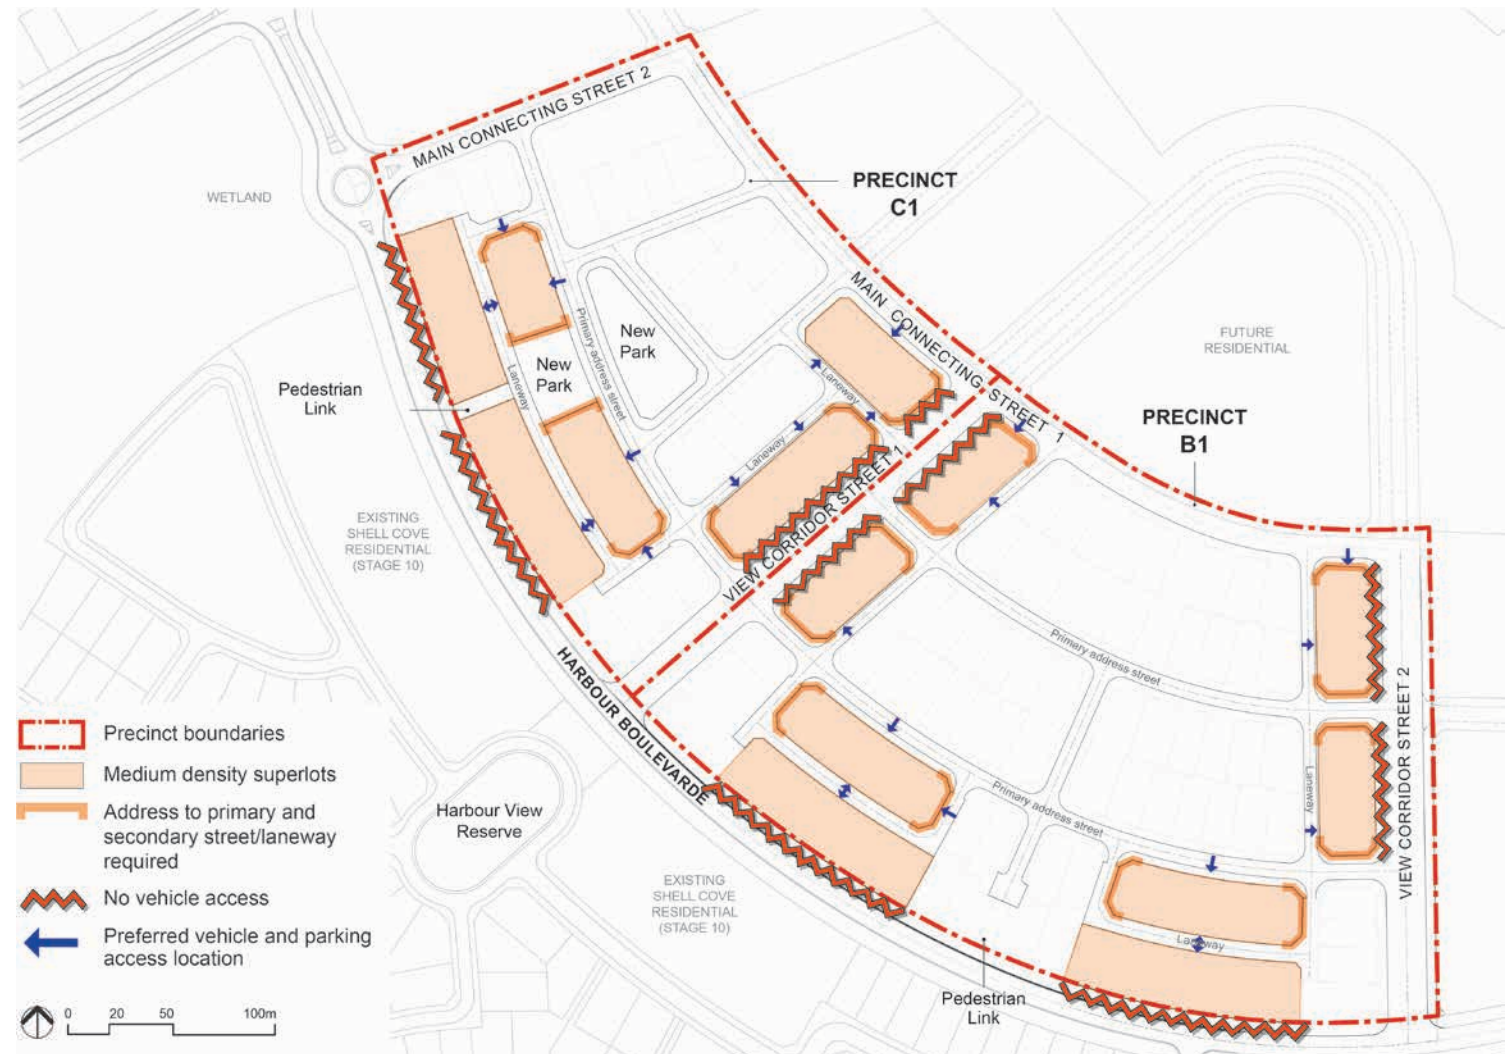 MAIN CONNECTING STREET 2
WETLAND
PRECINCT
C1
MAIN CONNECTING STREET 1
New
Park
New
Park
Primary address street
Laneway
Pedestrian
Link
FUTURE
RESIDENTIAL
Laneway
Laneway
PRECINCT
B1
VIEW CORRIDOR STREET 1
EXISTING
SHELL COVE
RESIDENTIAL
(STAGE 10)
Primary address street
HARBOUR BOULEVARDE
VIEW CORRIDOR STREET 2
Laneway
Primary address street
Harbour View
Reserve
EXISTING
SHELL COVE
RESIDENTIAL
(STAGE 10)
Laneway
Pedestrian
Link
Precinct boundaries
Medium density superlots
Address to primary and
secondary street/laneway
required
No vehicle access
Preferred vehicle and parking
access location
0 20 50 100m